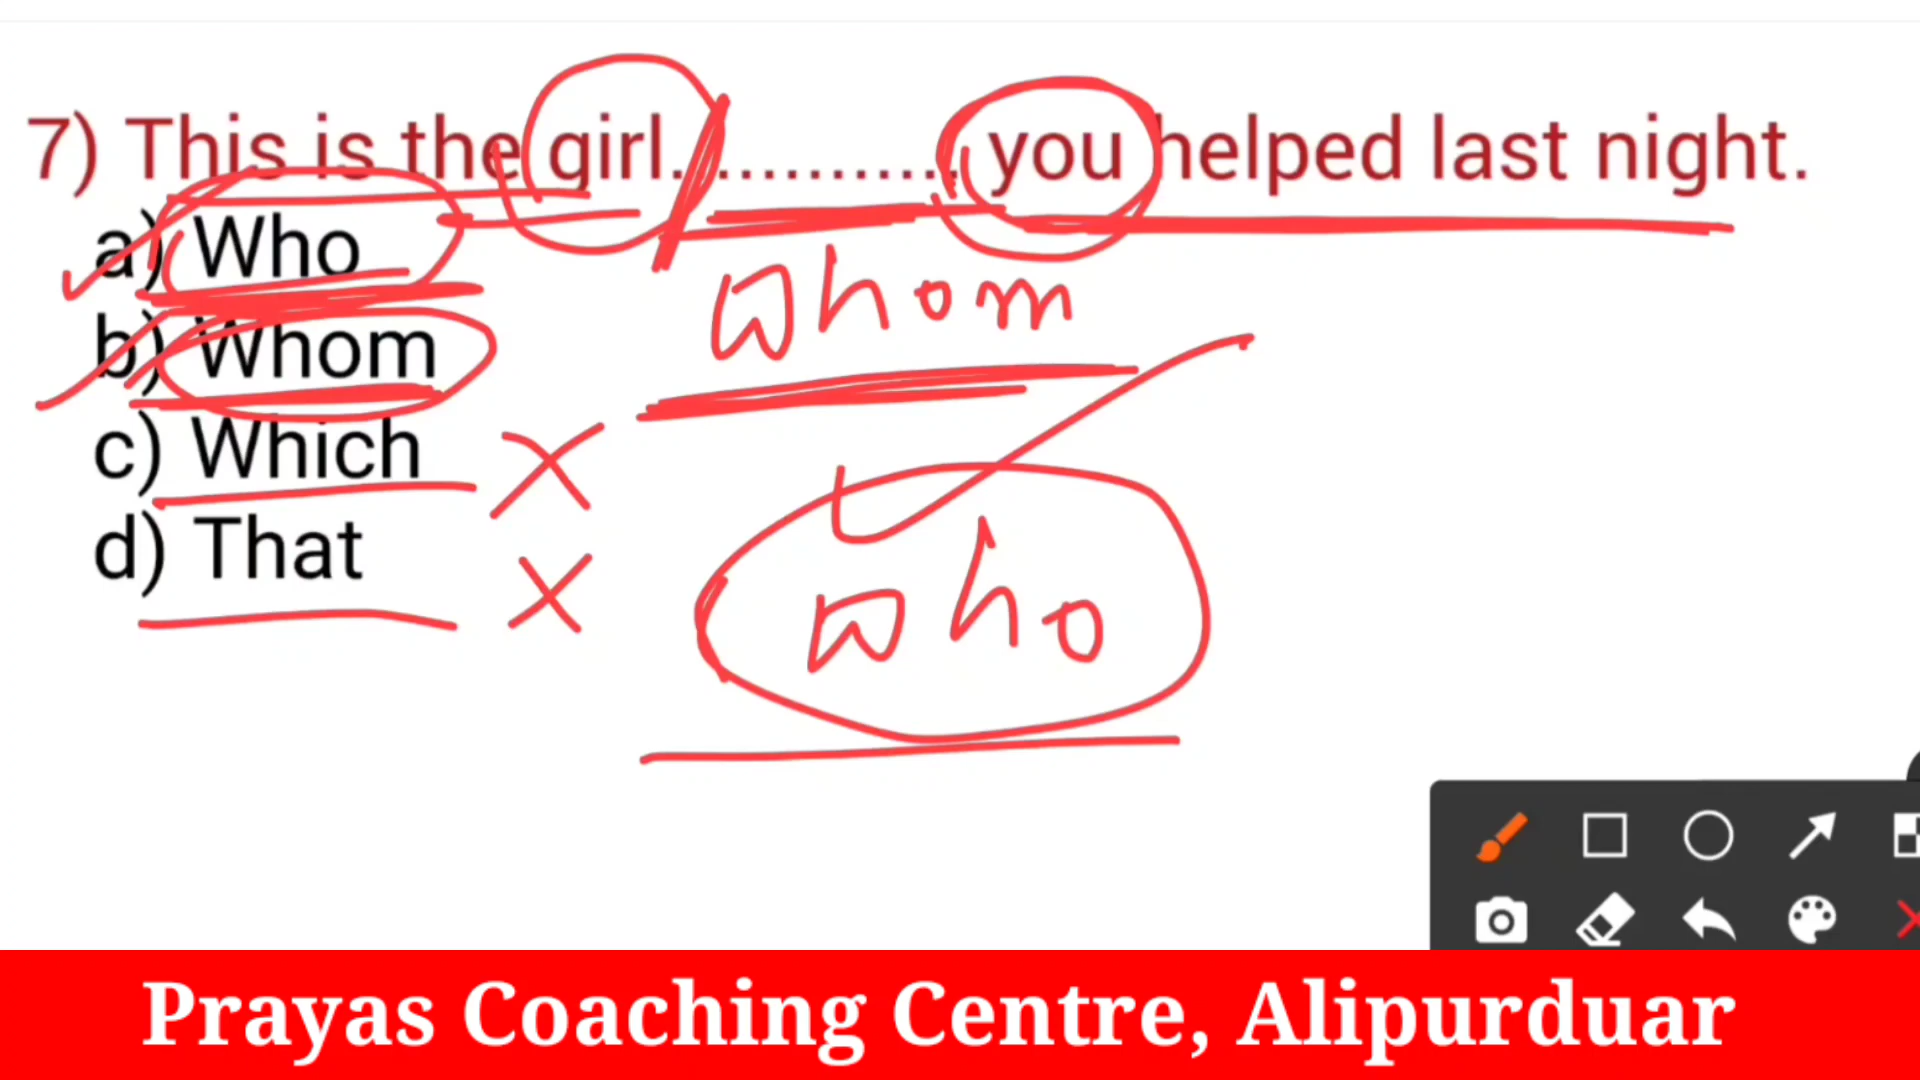 7) This is the girl............. you helped last night.
a) Who
b) Whom
whom
c) Which
d) That
who
Prayas Coaching Centre, Alipurduar